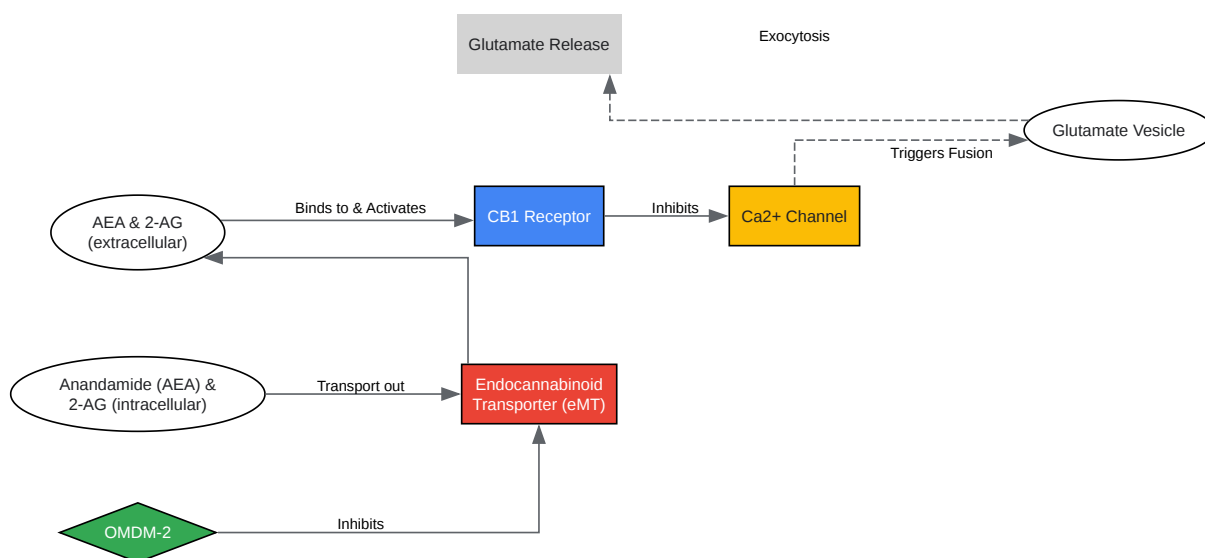 Glutamate Release
Exocytosis
Glutamate Vesicle
Triggers Fusion
AEA & 2-AG
(extracellular)
Binds to & Activates
CB1 Receptor
Inhibits
Ca2+ Channel
Anandamide (AEA) &
2-AG (intracellular)
Transport out
Endocannabinoid
Transporter (eMT)
OMDM-2
Inhibits